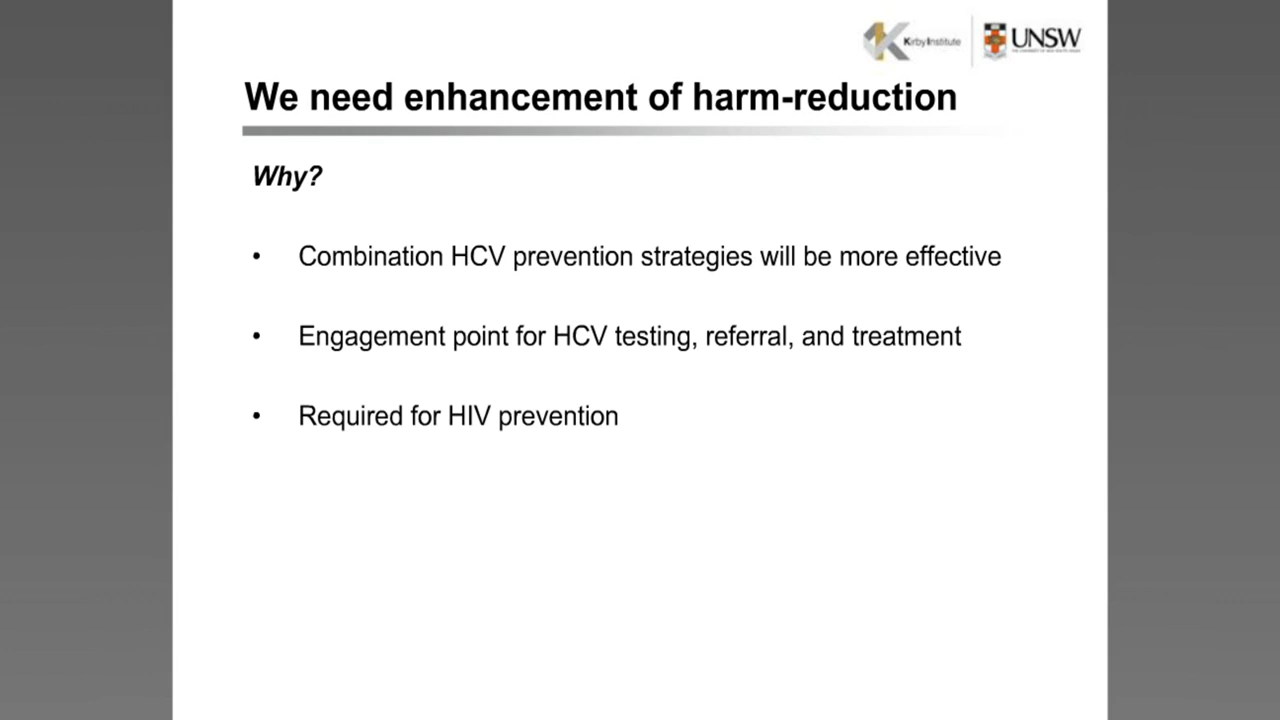 Kirby Institute
UNSW
We need enhancement of harm-reduction
Why?
• Combination HCV prevention strategies will be more effective
• Engagement point for HCV testing, referral, and treatment
• Required for HIV prevention